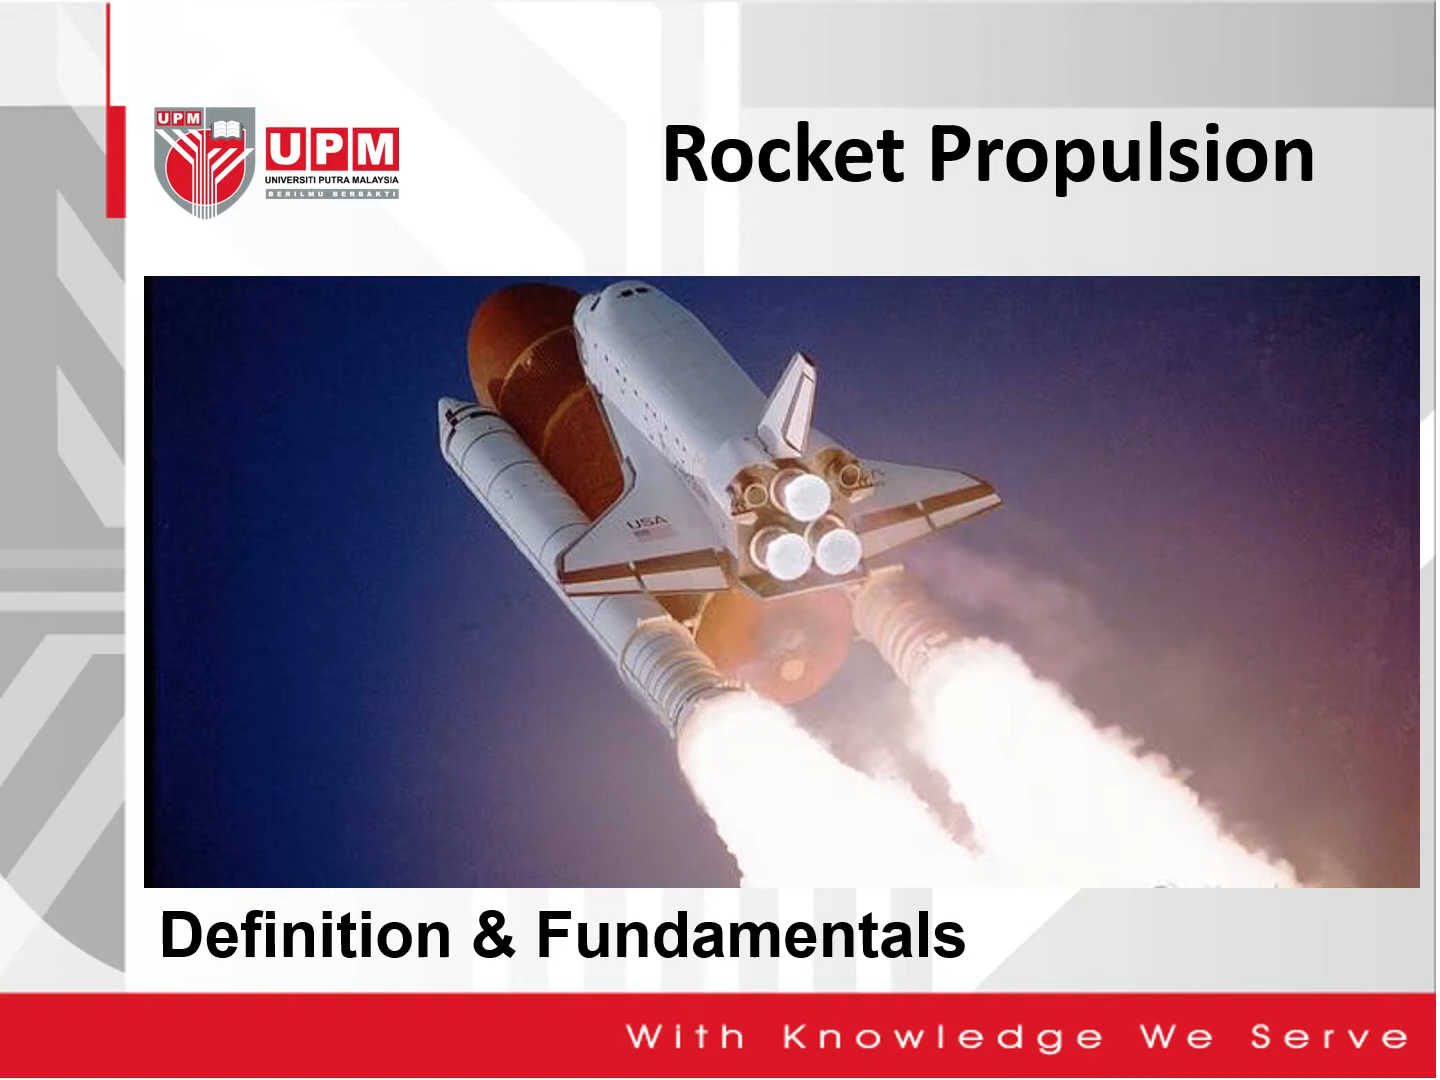 UPM
UPM
UNIVERSITI PUTRA MALAYSIA
BERILMU BERBAKTI
Rocket Propulsion
USA
Definition & Fundamentals
With Knowledge We Serve